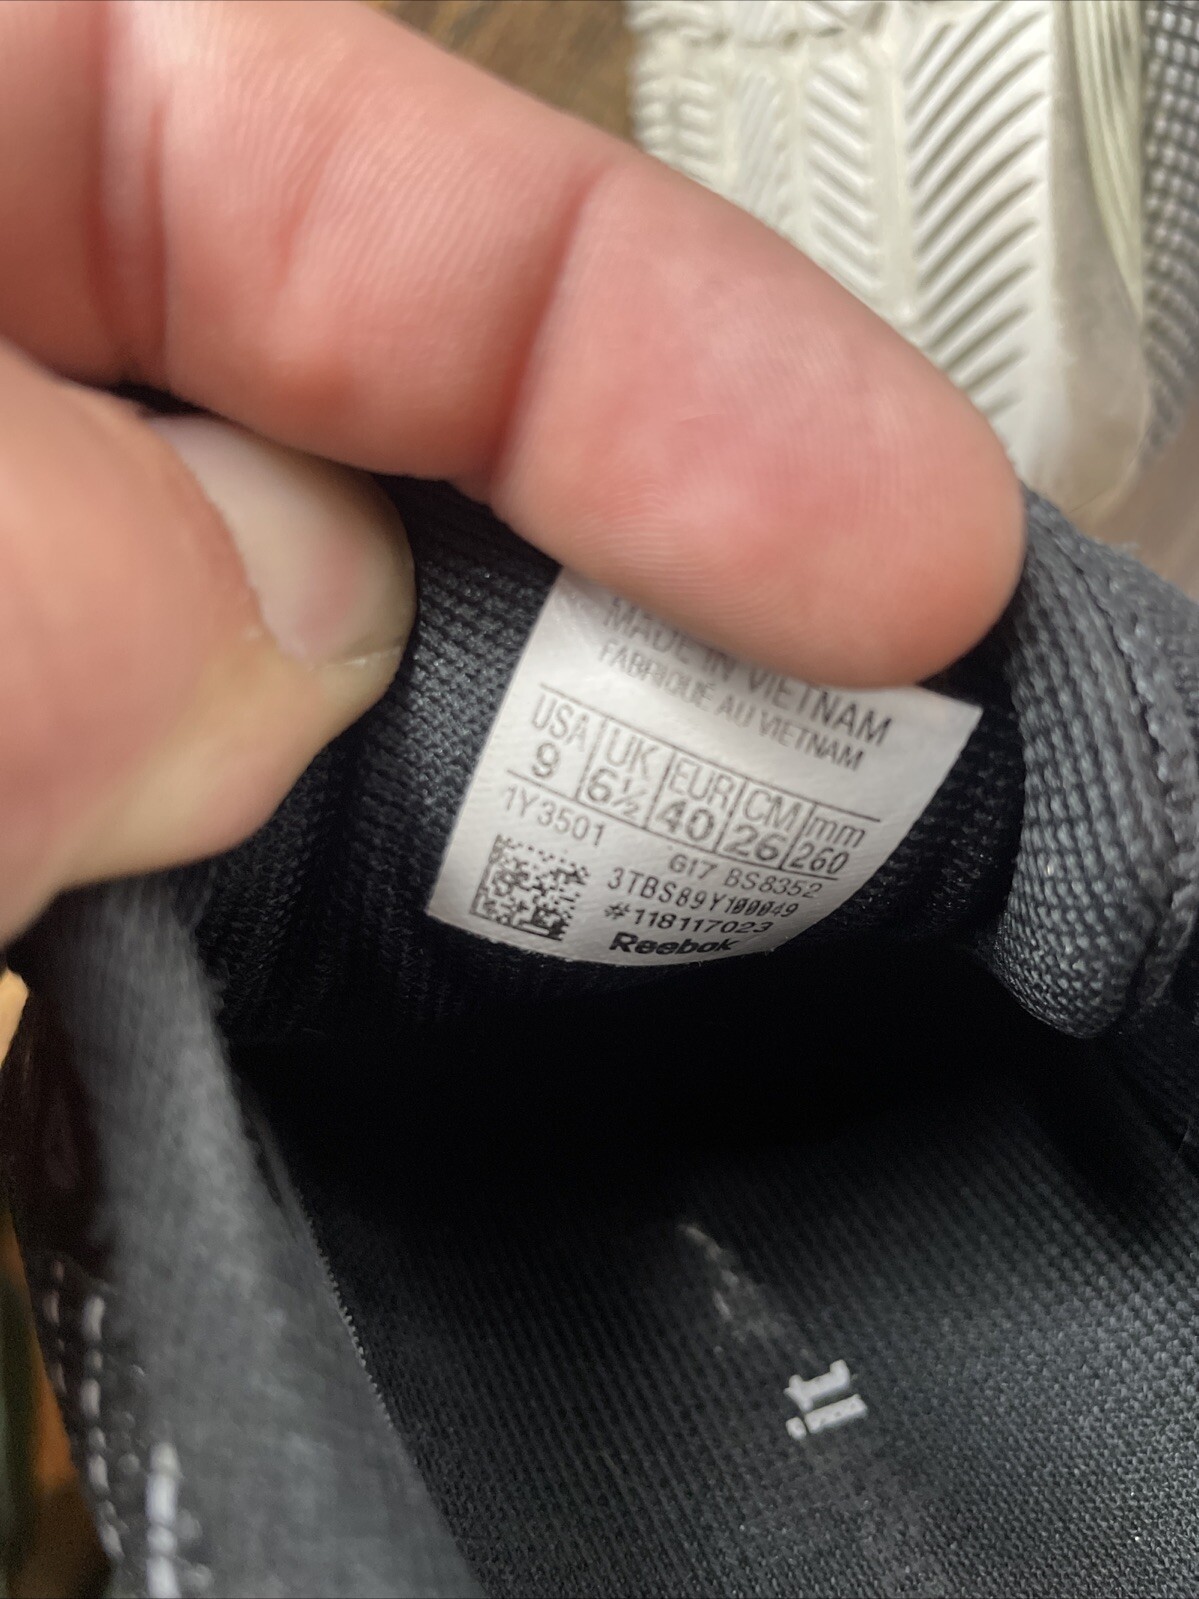 MADE IN VIETNAM
FABRIQUÉ AU VIETNAM
USA UK EUR CM mm
9 6½ 40 26 260
1Y3501
G17 BS8352
3TBS89Y100049
#118117023
Reebok